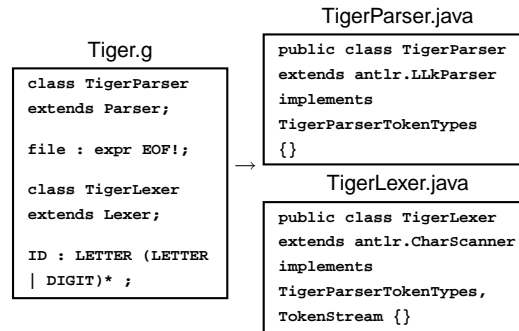 Tiger.g
class TigerParser
extends Parser;
file : expr EOF!;
class TigerLexer
extends Lexer;
ID : LETTER (LETTER
| DIGIT)* ;
→
TigerParser.java
public class TigerParser
extends antlr.LLkParser
implements
TigerParserTokenTypes
{}
TigerLexer.java
public class TigerLexer
extends antlr.CharScanner
implements
TigerParserTokenTypes,
TokenStream {}